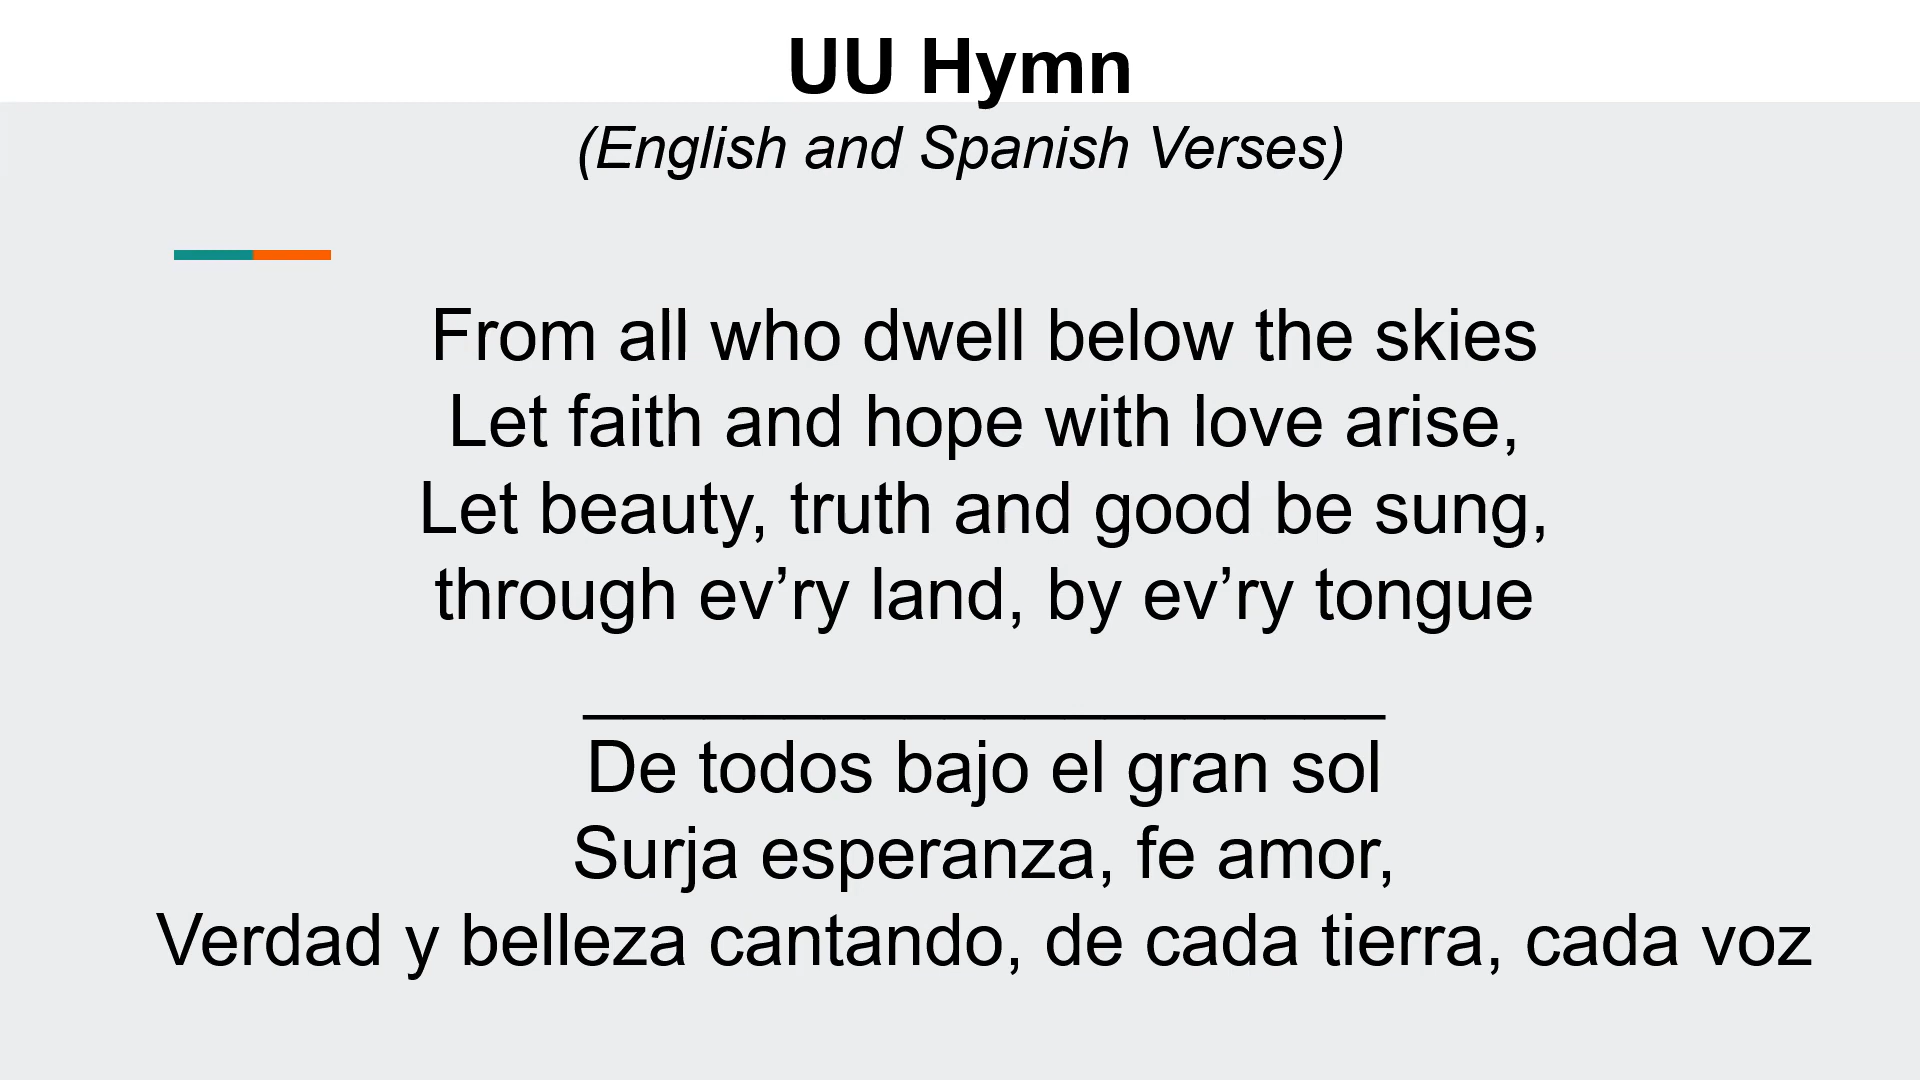 UU Hymn
(English and Spanish Verses)
From all who dwell below the skies
Let faith and hope with love arise,
Let beauty, truth and good be sung,
through ev’ry land, by ev’ry tongue
____________________
De todos bajo el gran sol
Surja esperanza, fe amor,
Verdad y belleza cantando, de cada tierra, cada voz